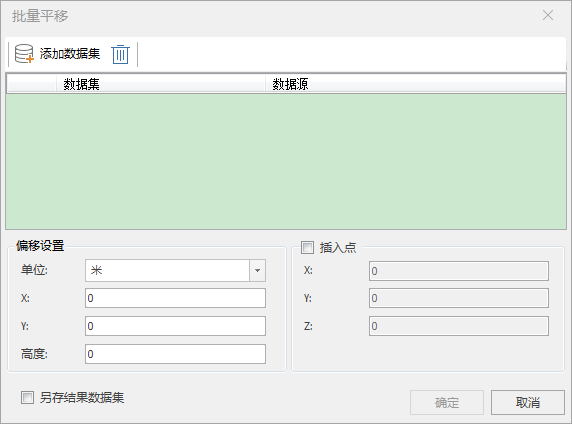 批量平移
添加数据集
数据集 数据源
偏移设置
单位: 米
X: 0
Y: 0
高度: 0
插入点
X: 0
Y: 0
Z: 0
另存结果数据集
确定 取消